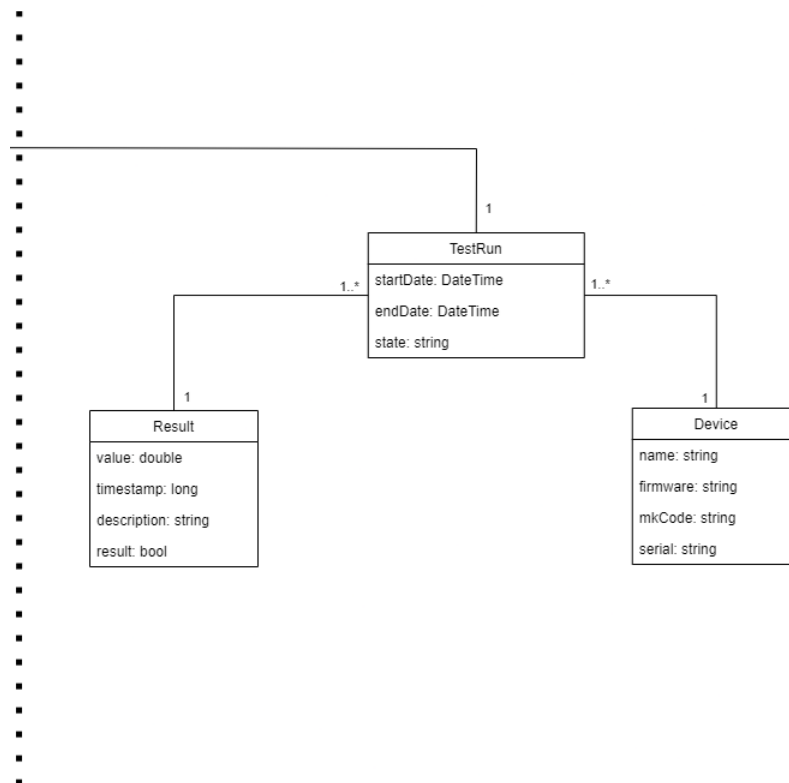 1
TestRun
startDate: DateTime
endDate: DateTime
state: string
1..*
1..*
1
Result
value: double
timestamp: long
description: string
result: bool
1
Device
name: string
firmware: string
mkCode: string
serial: string